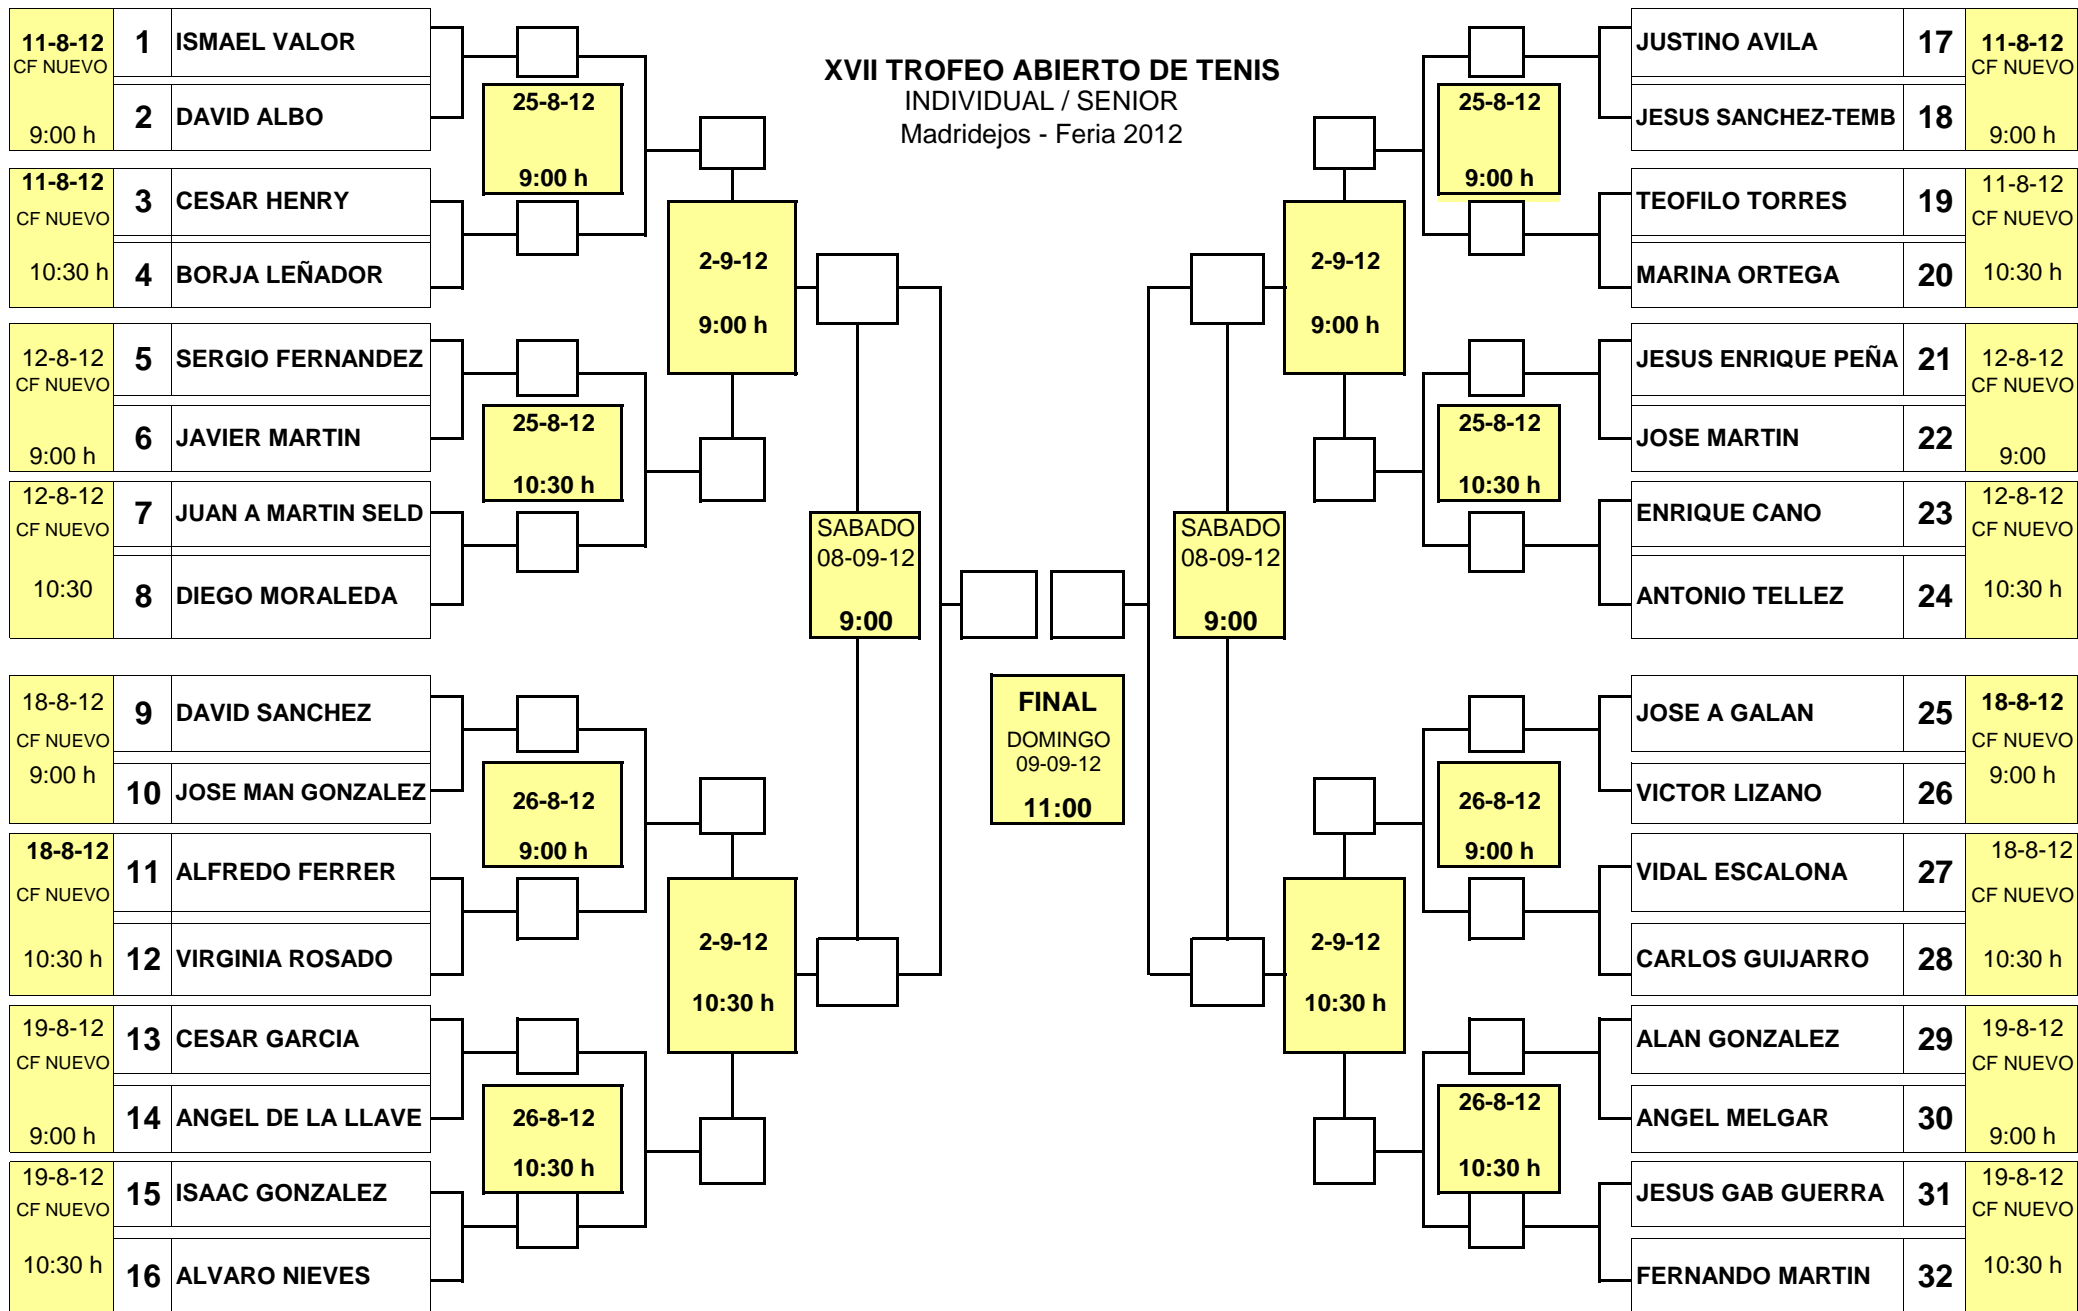 XVII TROFEO ABIERTO DE TENIS
INDIVIDUAL / SENIOR
Madridejos - Feria 2012
11-8-12
CF NUEVO
9:00 h
1 ISMAEL VALOR
2 DAVID ALBO
11-8-12
CF NUEVO
10:30 h
3 CESAR HENRY
4 BORJA LEÑADOR
12-8-12
CF NUEVO
9:00 h
5 SERGIO FERNANDEZ
6 JAVIER MARTIN
12-8-12
CF NUEVO
10:30
7 JUAN A MARTIN SELD
8 DIEGO MORALEDA
18-8-12
CF NUEVO
9:00 h
9 DAVID SANCHEZ
10 JOSE MAN GONZALEZ
18-8-12
CF NUEVO
10:30 h
11 ALFREDO FERRER
12 VIRGINIA ROSADO
19-8-12
CF NUEVO
9:00 h
13 CESAR GARCIA
14 ANGEL DE LA LLAVE
19-8-12
CF NUEVO
10:30 h
15 ISAAC GONZALEZ
16 ALVARO NIEVES
25-8-12
9:00 h
25-8-12
10:30 h
26-8-12
9:00 h
26-8-12
10:30 h
2-9-12
9:00 h
2-9-12
10:30 h
SABADO
08-09-12
9:00
FINAL
DOMINGO
09-09-12
11:00
SABADO
08-09-12
9:00
2-9-12
9:00 h
2-9-12
10:30 h
25-8-12
9:00 h
25-8-12
10:30 h
26-8-12
9:00 h
26-8-12
10:30 h
JUSTINO AVILA 17
JESUS SANCHEZ-TEMB 18
11-8-12
CF NUEVO
9:00 h
TEOFILO TORRES 19
MARINA ORTEGA 20
11-8-12
CF NUEVO
10:30 h
JESUS ENRIQUE PEÑA 21
JOSE MARTIN 22
12-8-12
CF NUEVO
9:00
ENRIQUE CANO 23
ANTONIO TELLEZ 24
12-8-12
CF NUEVO
10:30 h
JOSE A GALAN 25
VICTOR LIZANO 26
18-8-12
CF NUEVO
9:00 h
VIDAL ESCALONA 27
CARLOS GUIJARRO 28
18-8-12
CF NUEVO
10:30 h
ALAN GONZALEZ 29
ANGEL MELGAR 30
19-8-12
CF NUEVO
9:00 h
JESUS GAB GUERRA 31
FERNANDO MARTIN 32
19-8-12
CF NUEVO
10:30 h